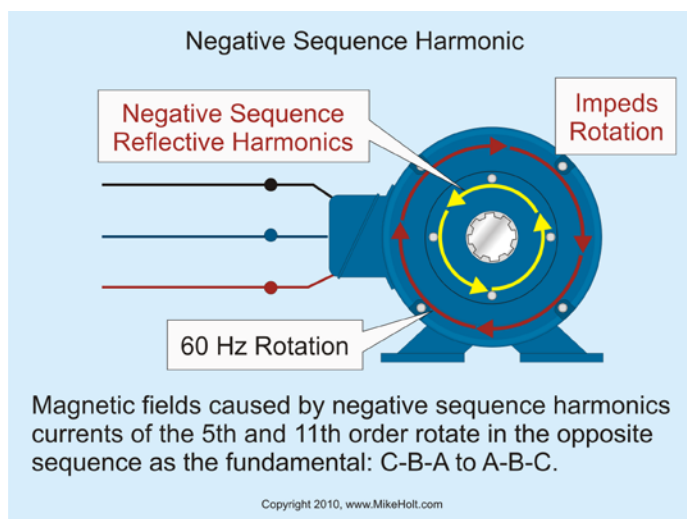 Negative Sequence Harmonic
Negative Sequence
Reflective Harmonics
Impeds
Rotation
60 Hz Rotation
Magnetic fields caused by negative sequence harmonics
currents of the 5th and 11th order rotate in the opposite
sequence as the fundamental: C-B-A to A-B-C.
Copyright 2010, www.MikeHolt.com